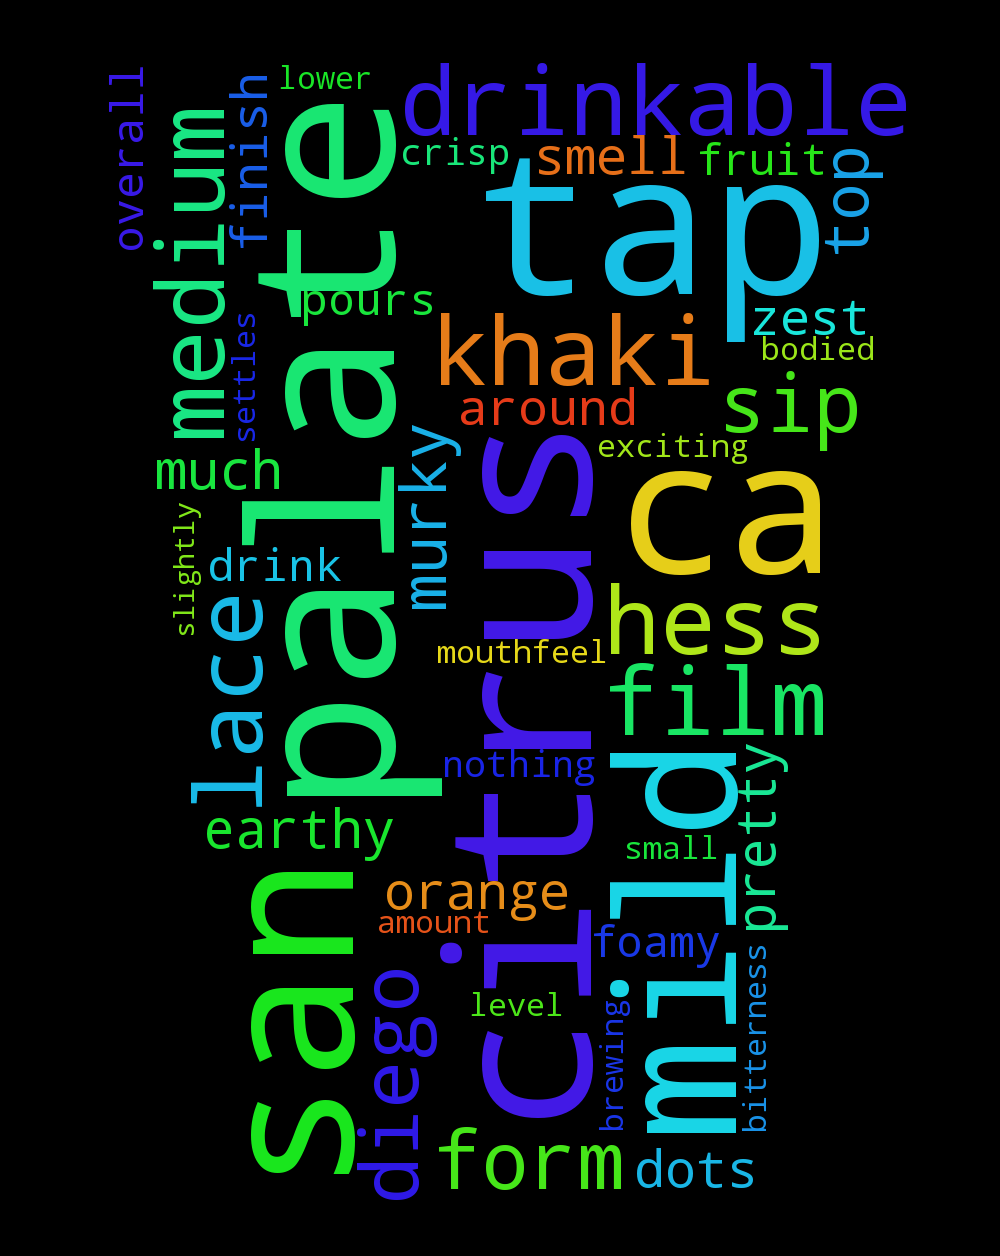 overall
lower
finish
drinkable
medium
palate
crisp
smell
fruit
tap
top
pours
settles
khaki
zest
bodied
around
sip
much
murky
citrus
exciting
ca
slightly
drink
lace
hess
mouthfeel
film
nothing
mild
pretty
earthy
small
san
orange
amount
foamy
diego
level
brewing
bitterness
form
dots